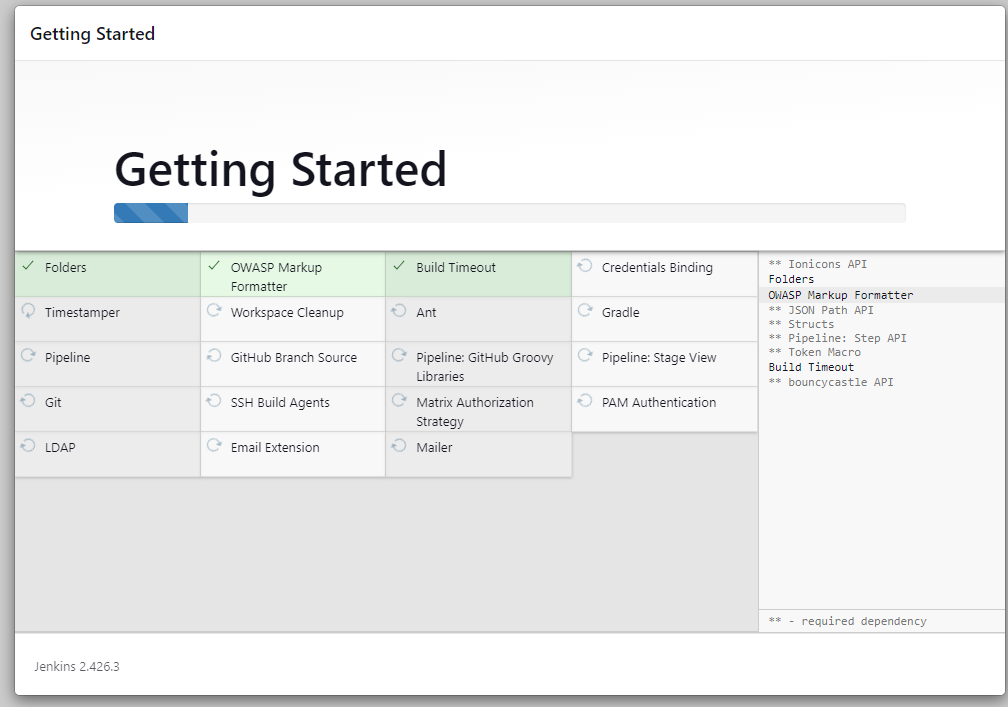 Getting Started
Getting Started
Folders
OWASP Markup
Formatter
Build Timeout
Credentials Binding
Timestamper
Workspace Cleanup
Ant
Gradle
Pipeline
GitHub Branch Source
Pipeline: GitHub Groovy
Libraries
Pipeline: Stage View
Git
SSH Build Agents
Matrix Authorization
Strategy
PAM Authentication
LDAP
Email Extension
Mailer
** Ionicons API
Folders
OWASP Markup Formatter
** JSON Path API
** Structs
** Pipeline: Step API
** Token Macro
Build Timeout
** bouncycastle API
** - required dependency
Jenkins 2.426.3